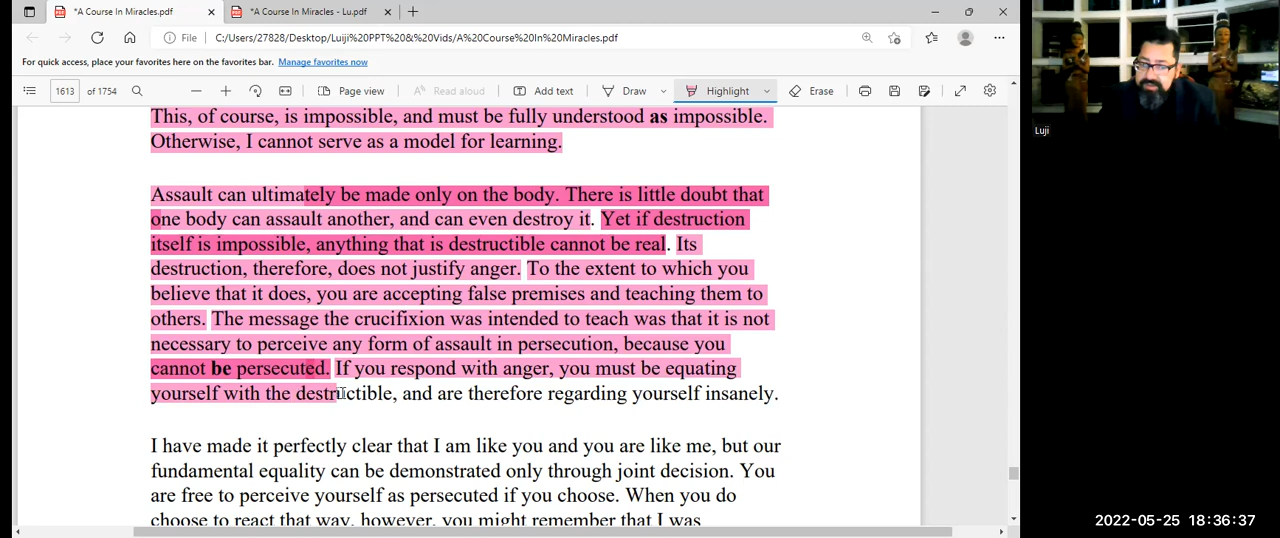 *A Course In Miracles.pdf
*A Course In Miracles - Lu.pdf
File
C:/Users/27828/Desktop/Luiji%20PPT%20&%20Vids/A%20Course%20In%20Miracles.pdf
For quick access, place your favorites here on the favorites bar. Manage favorites now
1613 of 1754
Page view
Read aloud
Add text
Draw
Highlight
Erase
This, of course, is impossible, and must be fully understood as impossible.
Otherwise, I cannot serve as a model for learning.
Assault can ultimately be made only on the body. There is little doubt that
one body can assault another, and can even destroy it. Yet if destruction
itself is impossible, anything that is destructible cannot be real. Its
destruction, therefore, does not justify anger. To the extent to which you
believe that it does, you are accepting false premises and teaching them to
others. The message the crucifixion was intended to teach was that it is not
necessary to perceive any form of assault in persecution, because you
cannot be persecuted. If you respond with anger, you must be equating
yourself with the destructible, and are therefore regarding yourself insanely.
I have made it perfectly clear that I am like you and you are like me, but our
fundamental equality can be demonstrated only through joint decision. You
are free to perceive yourself as persecuted if you choose. When you do
choose to react that way, however, you might remember that I was
Luji
2022-05-25 18:36:37